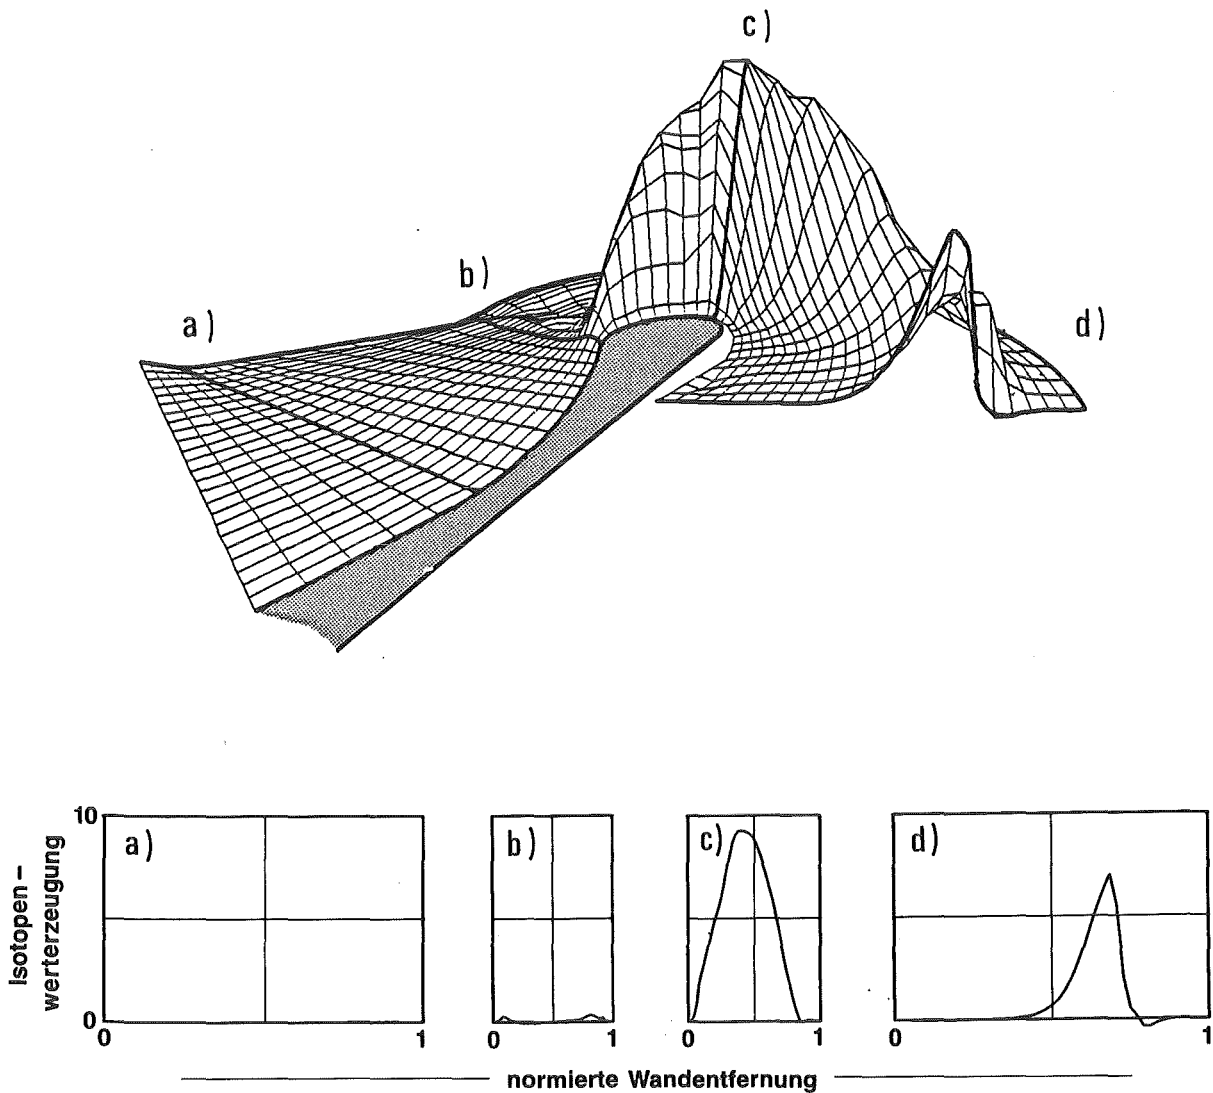 c)
b)
a)
d)
Isotopen –
werterzeugung
10
0
a)
0 1
b)
0 1
c)
0 1
d)
0 1
normierte Wandentfernung